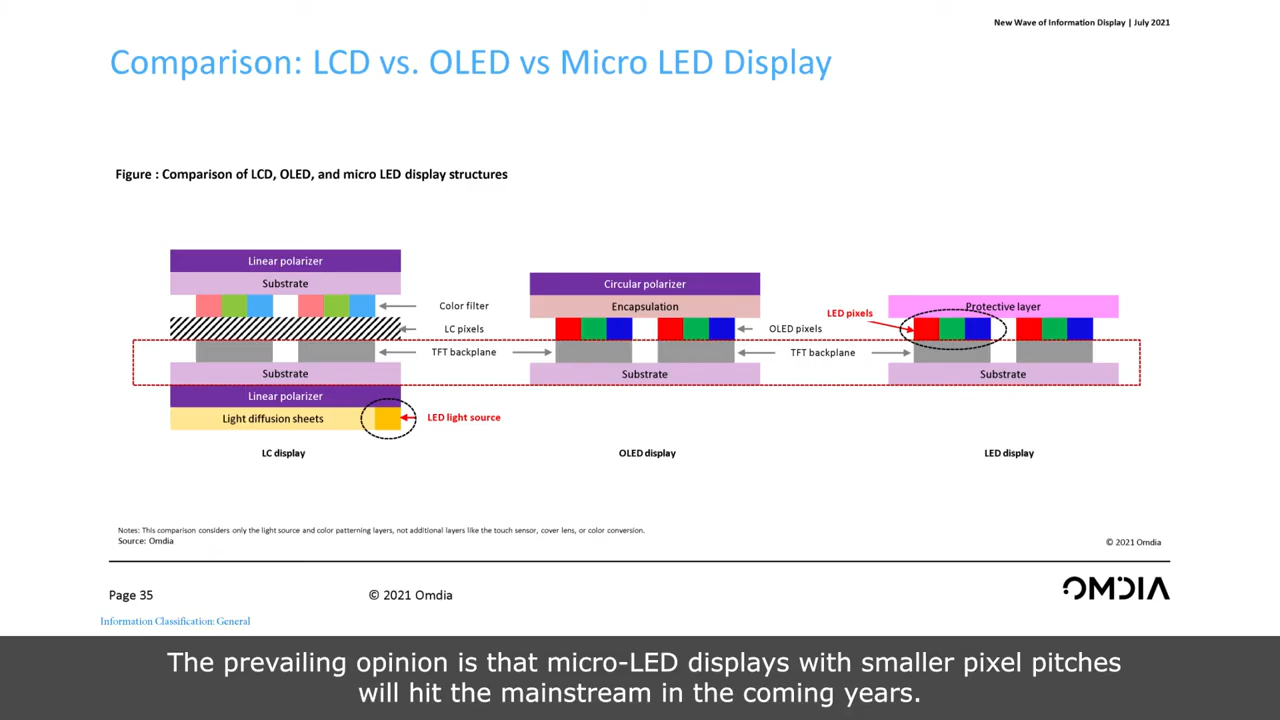 New Wave of Information Display | July 2021
Comparison: LCD vs. OLED vs Micro LED Display
Figure : Comparison of LCD, OLED, and micro LED display structures
Linear polarizer
Substrate
Color filter
LC pixels
TFT backplane
Substrate
Linear polarizer
Light diffusion sheets
LED light source
LC display
Circular polarizer
Encapsulation
OLED pixels
TFT backplane
Substrate
OLED display
Protective layer
LED pixels
Substrate
LED display
Notes: This comparison considers only the light source and color patterning layers, not additional layers like the touch sensor, cover lens, or color conversion.
Source: Omdia
© 2021 Omdia
Page 35
© 2021 Omdia
OMDIA
Information Classification: General
The prevailing opinion is that micro-LED displays with smaller pixel pitches
will hit the mainstream in the coming years.